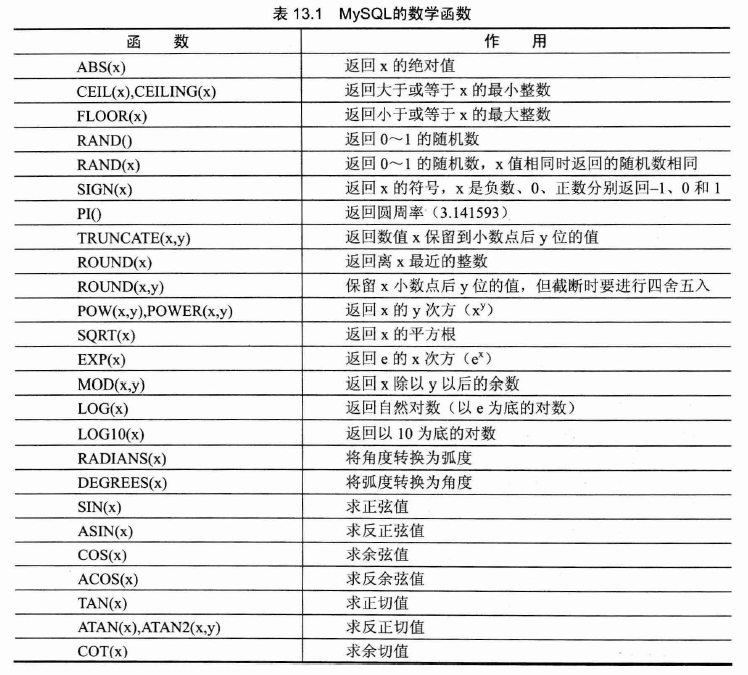 表 13.1 MySQL的数学函数
函 数 作 用
ABS(x) 返回 x 的绝对值
CEIL(x),CEILING(x) 返回大于或等于 x 的最小整数
FLOOR(x) 返回小于或等于 x 的最大整数
RAND() 返回 0～1 的随机数
RAND(x) 返回 0～1 的随机数，x 值相同时返回的随机数相同
SIGN(x) 返回 x 的符号，x 是负数、0、正数分别返回–1、0 和 1
PI() 返回圆周率（3.141593）
TRUNCATE(x,y) 返回数值 x 保留到小数点后 y 位的值
ROUND(x) 返回离 x 最近的整数
ROUND(x,y) 保留 x 小数点后 y 位的值，但截断时要进行四舍五入
POW(x,y),POWER(x,y) 返回 x 的 y 次方（xʸ）
SQRT(x) 返回 x 的平方根
EXP(x) 返回 e 的 x 次方（eˣ）
MOD(x,y) 返回 x 除以 y 以后的余数
LOG(x) 返回自然对数（以 e 为底的对数）
LOG10(x) 返回以 10 为底的对数
RADIANS(x) 将角度转换为弧度
DEGREES(x) 将弧度转换为角度
SIN(x) 求正弦值
ASIN(x) 求反正弦值
COS(x) 求余弦值
ACOS(x) 求反余弦值
TAN(x) 求正切值
ATAN(x),ATAN2(x,y) 求反正切值
COT(x) 求余切值